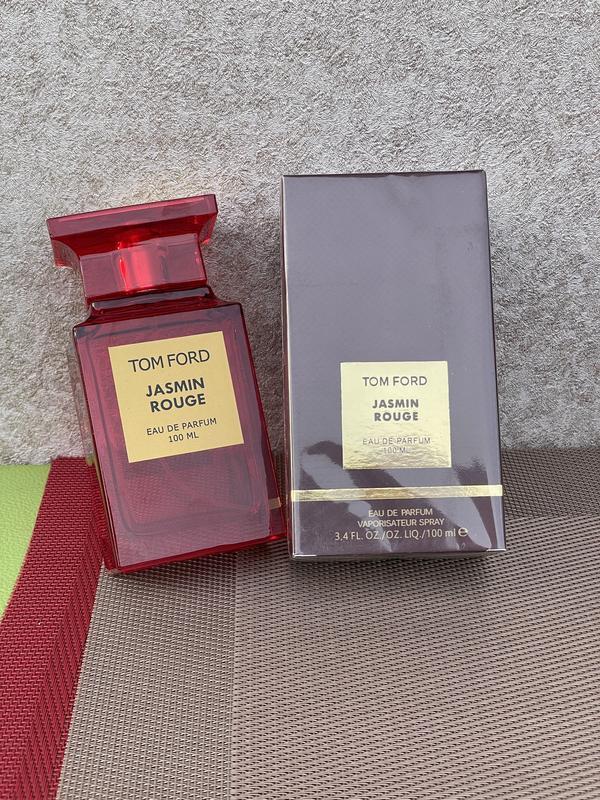 TOM FORD
JASMIN
ROUGE
EAU DE PARFUM
100 ML
TOM FORD
JASMIN
ROUGE
EAU DE PARFUM
100 ML
EAU DE PARFUM
VAPORISATEUR SPRAY
3,4 FL. OZ./OZ. LIQ./100 ml ℮